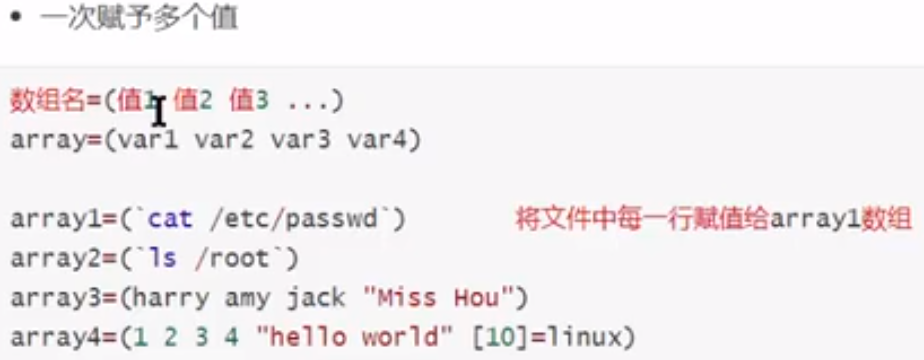 • 一次赋予多个值
数组名=(值1 值2 值3 ...)
array=(var1 var2 var3 var4)
array1=(`cat /etc/passwd`) 将文件中每一行赋值给array1数组
array2=(`ls /root`)
array3=(harry amy jack "Miss Hou")
array4=(1 2 3 4 "hello world" [10]=linux)